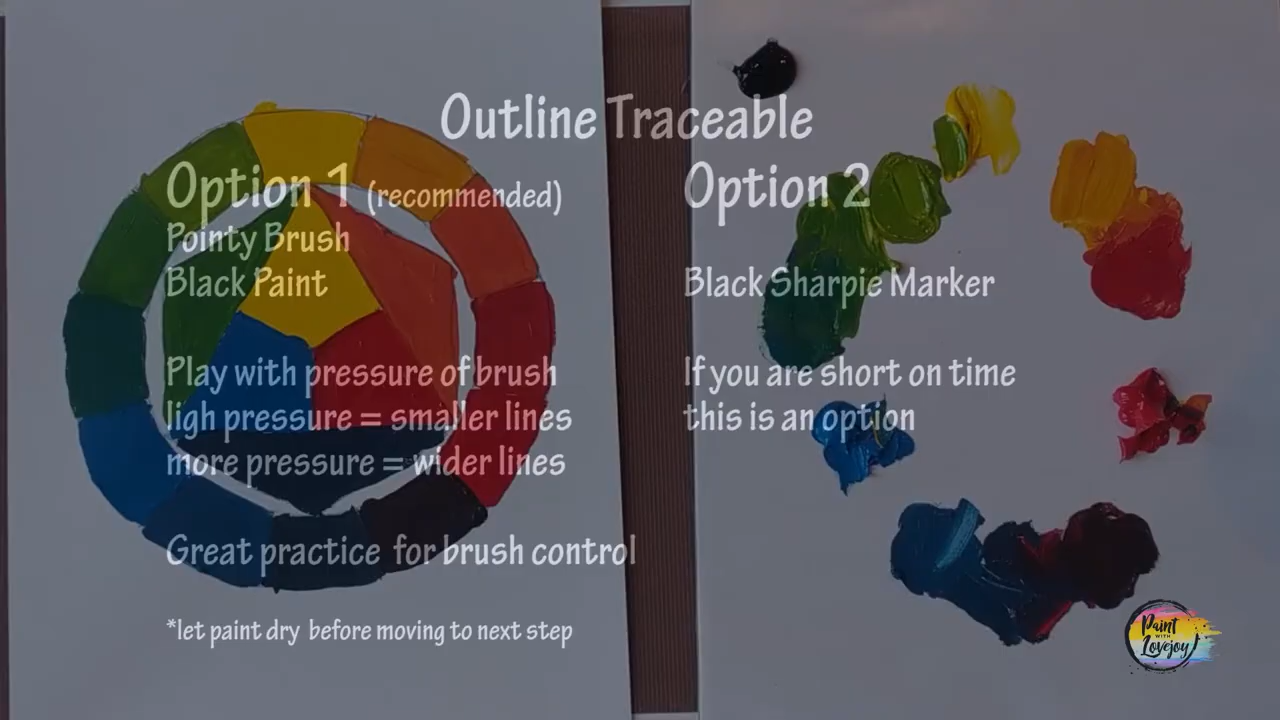 Outline Traceable
Option 1 (recommended)
Pointy Brush
Black Paint
Play with pressure of brush
ligh pressure = smaller lines
more pressure = wider lines
Great practice for brush control
*let paint dry before moving to next step
Option 2
Black Sharpie Marker
If you are short on time
this is an option
Paint
WITH
Lovejoy